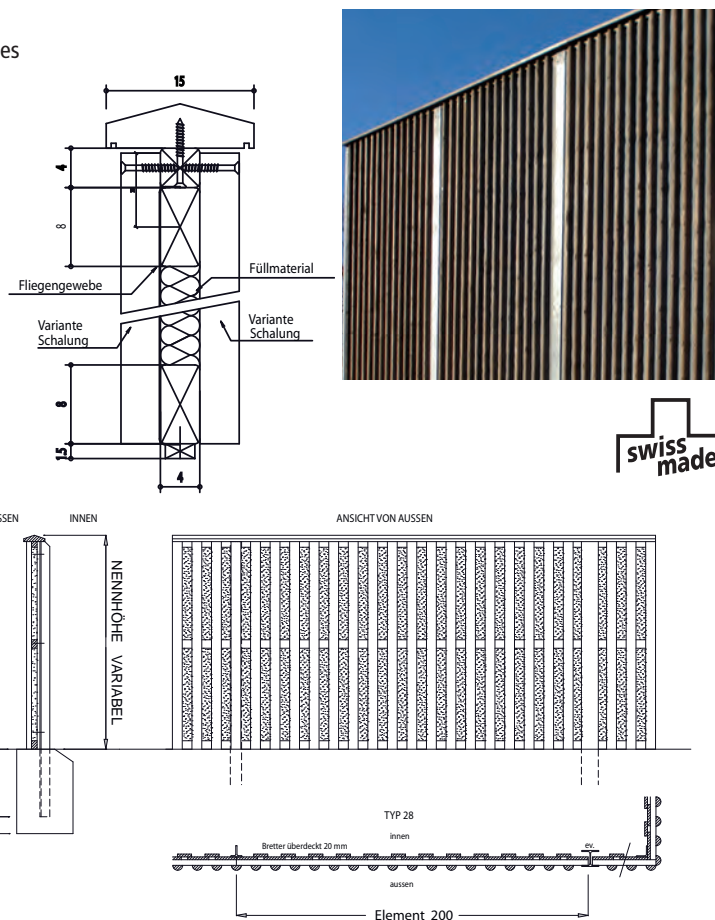 es
15
4
8
Füllmaterial
Fliegengewebe
Variante
Schalung
Variante
Schalung
8
15
4
swiss
made
SSEN
INNEN
ANSICHT VON AUSSEN
NENNHÖHE VARIABEL
TYP 28
innen
Bretter überdeckt 20 mm
ev.
aussen
Element 200